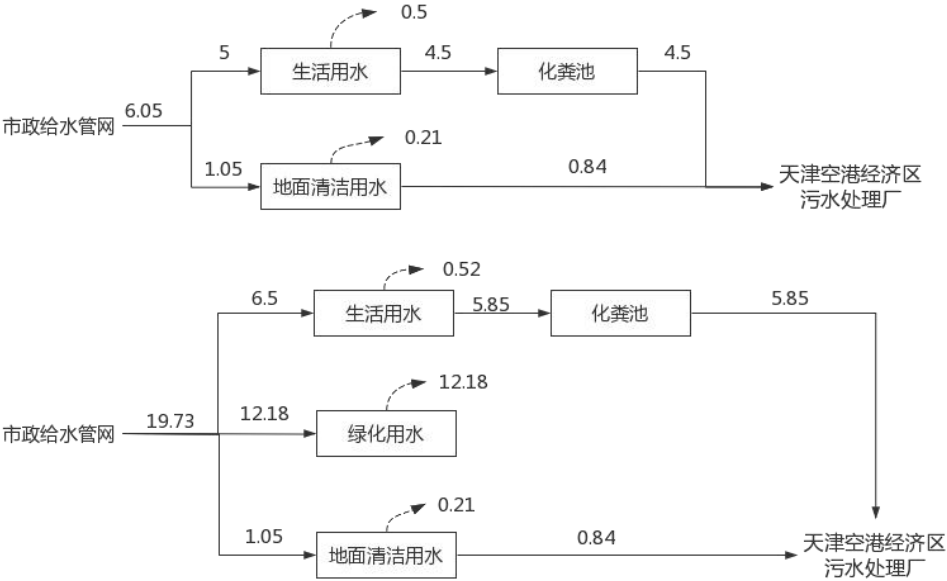 0.5
5
生活用水
4.5
化粪池
4.5
市政给水管网
6.05
0.21
1.05
地面清洁用水
0.84
天津空港经济区
污水处理厂
0.52
6.5
生活用水
5.85
化粪池
5.85
12.18
市政给水管网
19.73
12.18
绿化用水
0.21
1.05
地面清洁用水
0.84
天津空港经济区
污水处理厂